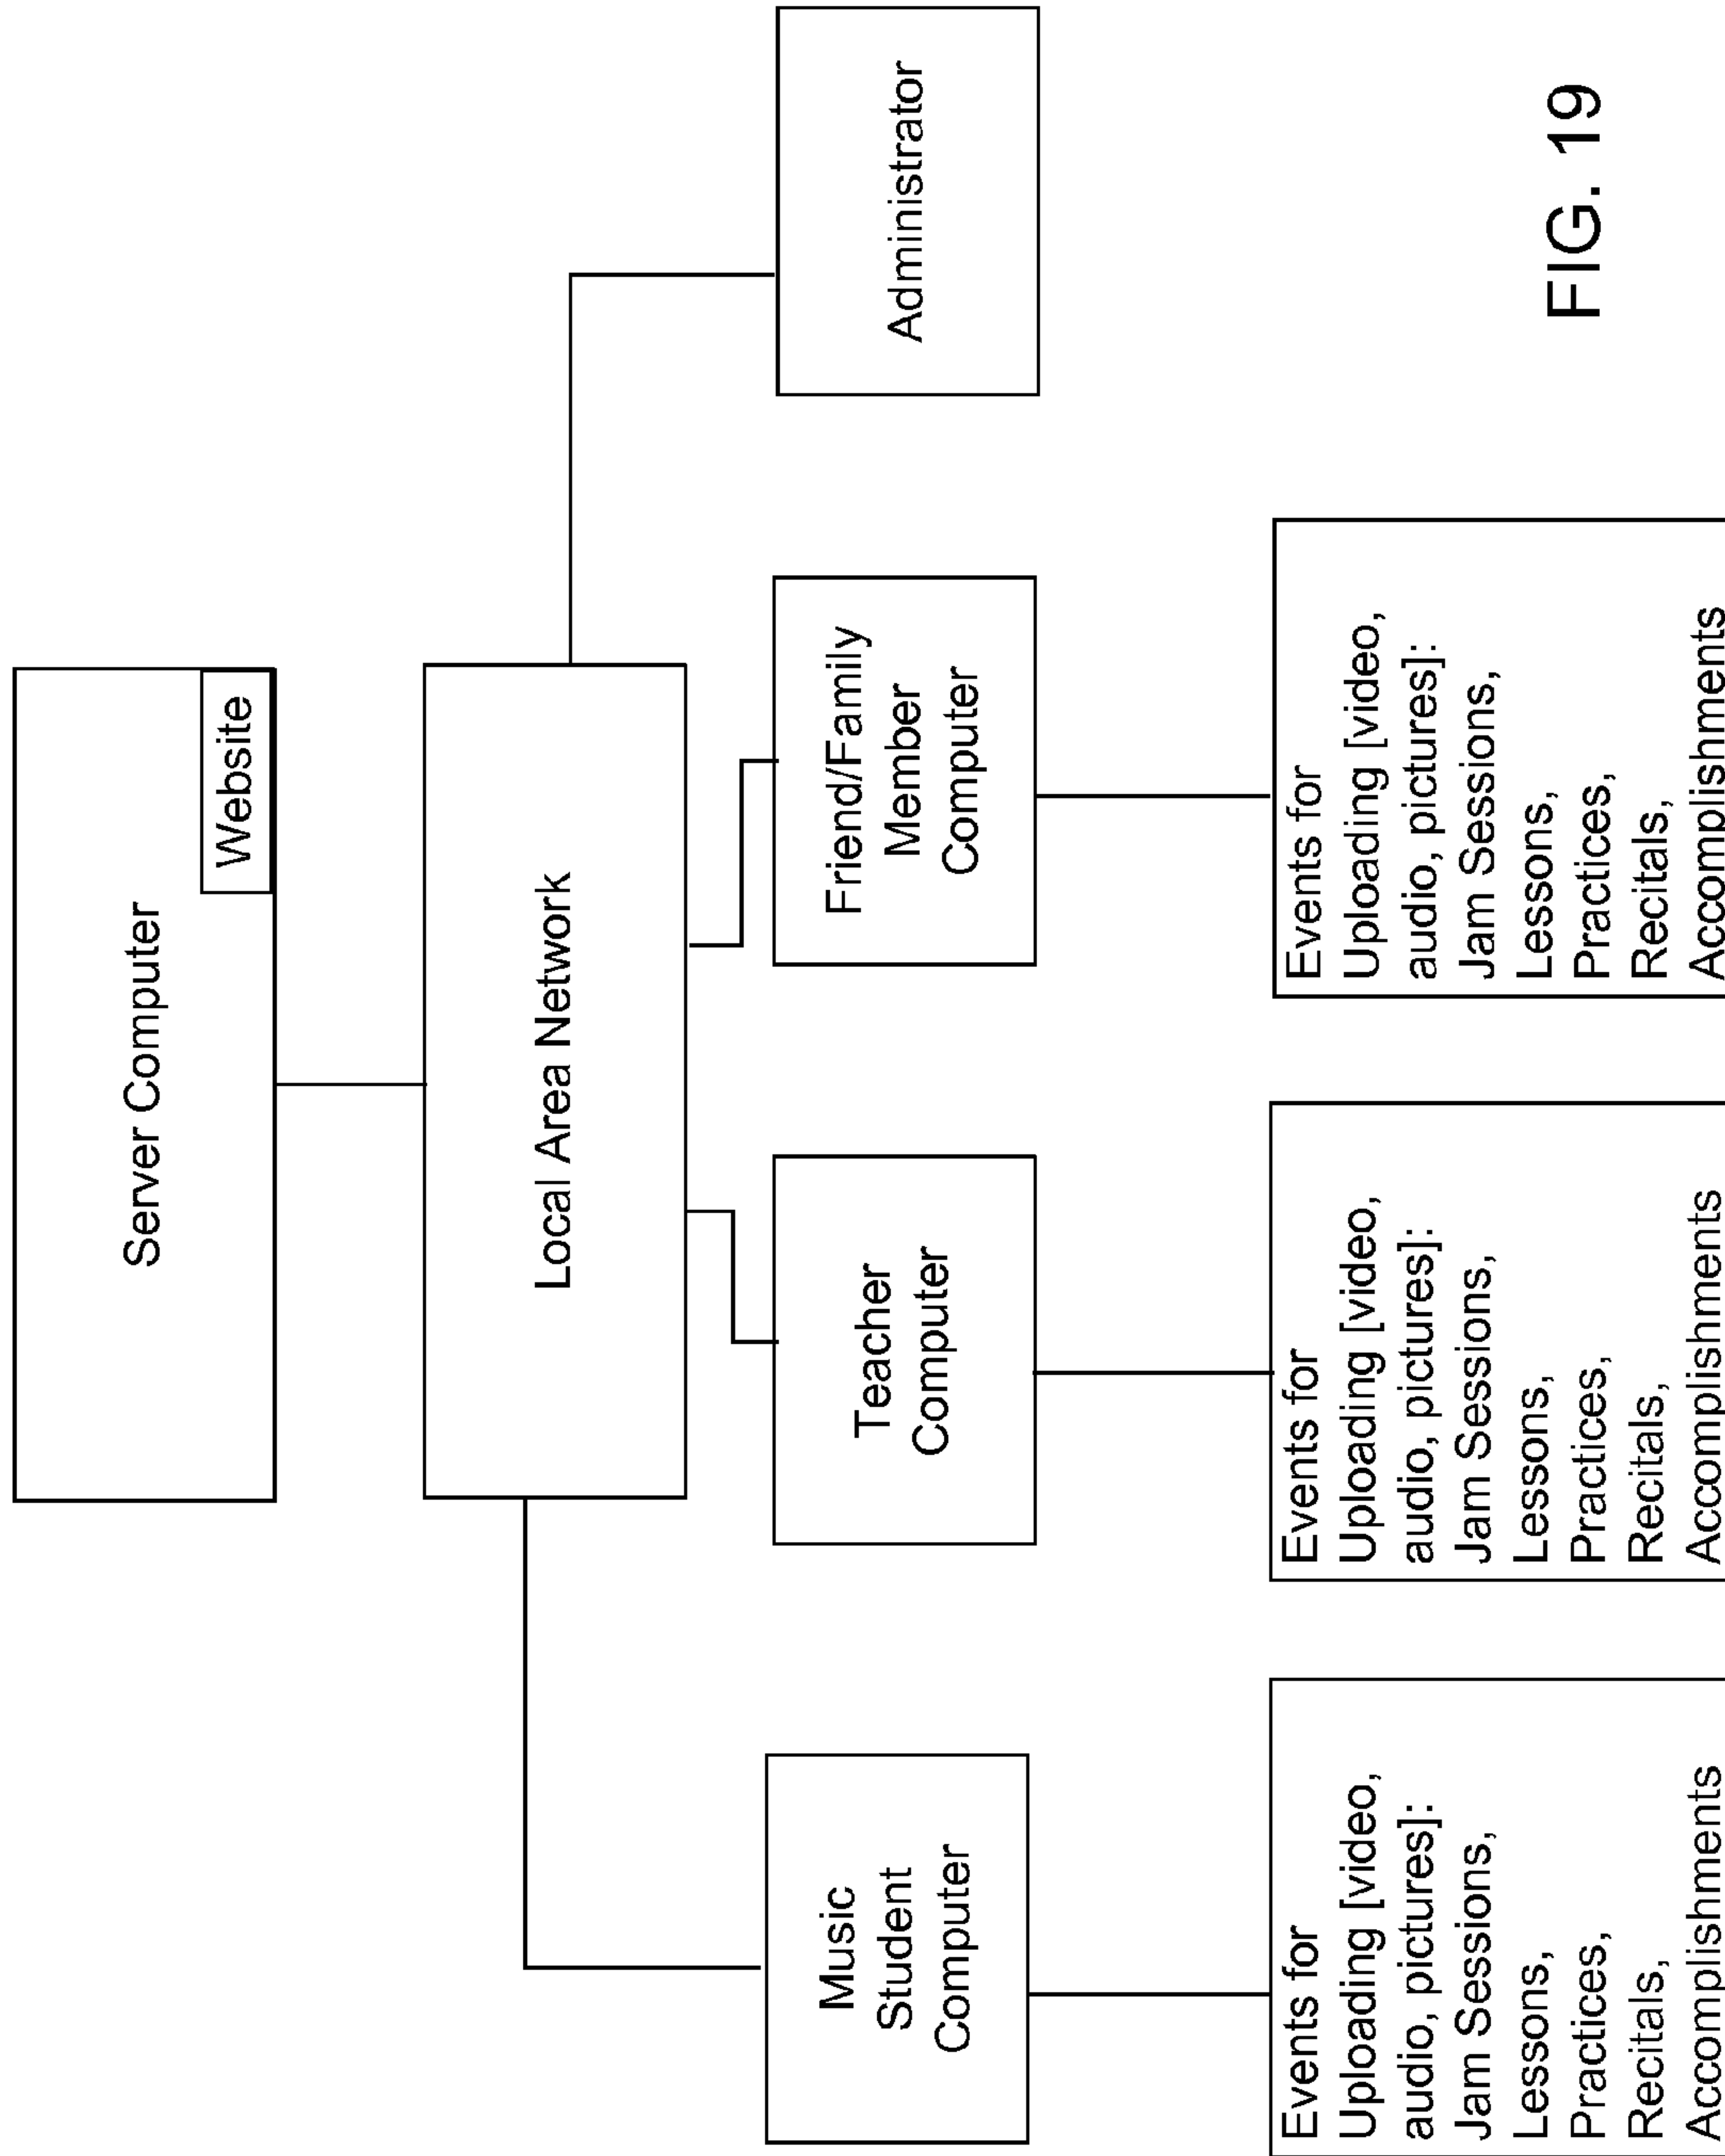 Server Computer
Website
Local Area Network
Music
Student
Computer
Teacher
Computer
Friend/Family
Member
Computer
Administrator
Events for
Uploading [video,
audio, pictures]:
Jam Sessions,
Lessons,
Practices,
Recitals,
Accomplishments
Events for
Uploading [video,
audio, pictures]:
Jam Sessions,
Lessons,
Practices,
Recitals,
Accomplishments
Events for
Uploading [video,
audio, pictures]:
Jam Sessions,
Lessons,
Practices,
Recitals,
Accomplishments
FIG. 19